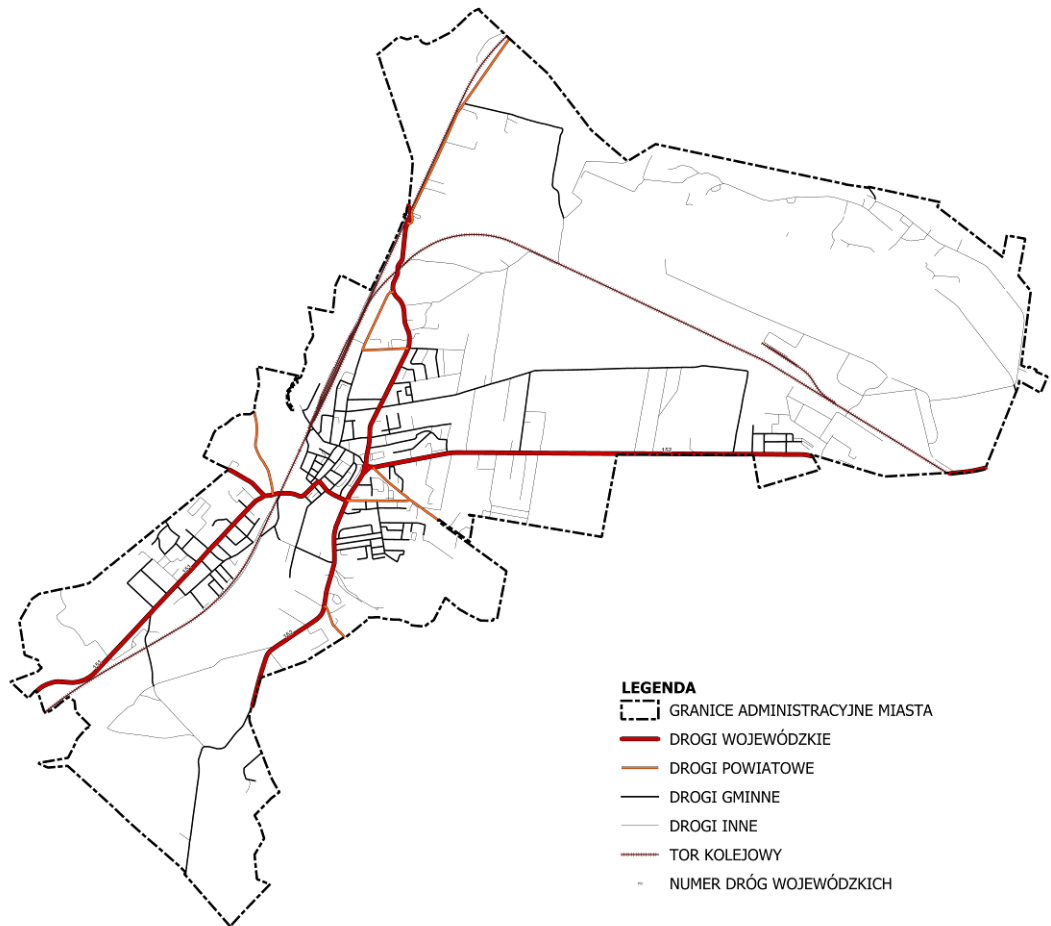 LEGENDA
GRANICE ADMINISTRACYJNE MIASTA
DROGI WOJEWÓDZKIE
DROGI POWIATOWE
DROGI GMINNE
DROGI INNE
TOR KOLEJOWY
NUMER DRÓG WOJEWÓDZKICH